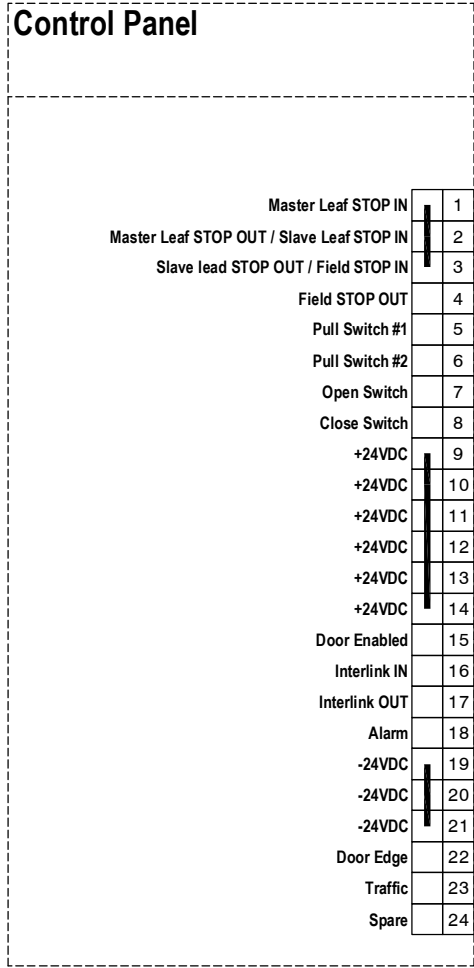 Control Panel
Master Leaf STOP IN 1
Master Leaf STOP OUT / Slave Leaf STOP IN 2
Slave lead STOP OUT / Field STOP IN 3
Field STOP OUT 4
Pull Switch #1 5
Pull Switch #2 6
Open Switch 7
Close Switch 8
+24VDC 9
+24VDC 10
+24VDC 11
+24VDC 12
+24VDC 13
+24VDC 14
Door Enabled 15
Interlink IN 16
Interlink OUT 17
Alarm 18
-24VDC 19
-24VDC 20
-24VDC 21
Door Edge 22
Traffic 23
Spare 24